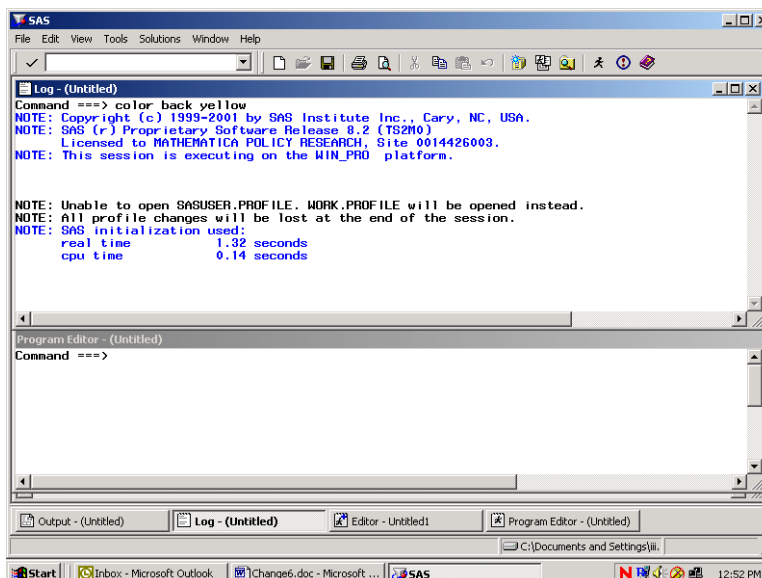 SAS
File Edit View Tools Solutions Window Help
Log - (Untitled)
Command ===> color back yellow
NOTE: Copyright (c) 1999-2001 by SAS Institute Inc., Cary, NC, USA.
NOTE: SAS (r) Proprietary Software Release 8.2 (TS2M0)
Licensed to MATHEMATICA POLICY RESEARCH, Site 0014426003.
NOTE: This session is executing on the WIN_PRO platform.
NOTE: Unable to open SASUSER.PROFILE. WORK.PROFILE will be opened instead.
NOTE: All profile changes will be lost at the end of the session.
NOTE: SAS initialization used:
real time 1.32 seconds
cpu time 0.14 seconds
Program Editor - (Untitled)
Command ===>
Output - (Untitled) Log - (Untitled) Editor - Untitled1 Program Editor - (Untitled)
C:\Documents and Settings\iii.
Start Inbox - Microsoft Outlook Change6.doc - Microsoft ... SAS 12:52 PM